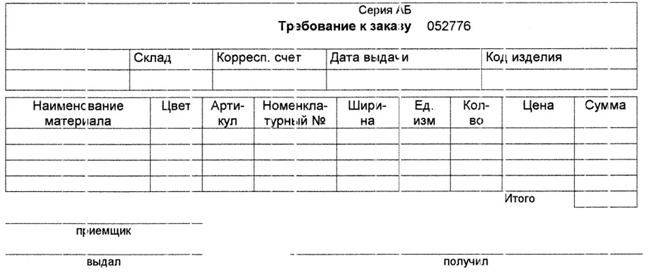 Серия АБ
Требование к заказу 052776
Склад Корресп. счет Дата выдачи Код изделия
Наименование Цвет Арти- Номенкла- Шири- Ед. Кол- Цена Сумма
материала кул турный № на изм во
Итого
приемщик
выдал получил